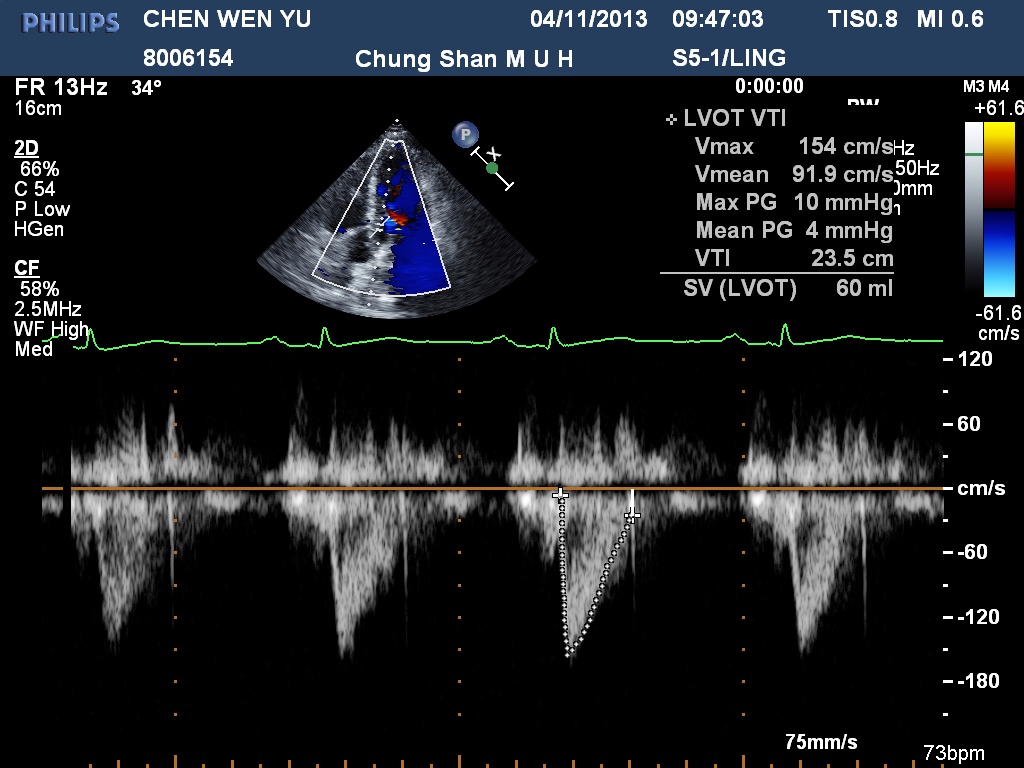 PHILIPS CHEN WEN YU 04/11/2013 09:47:03 TIS0.8 MI 0.6
8006154 Chung Shan M U H S5-1/LING
FR 13Hz 34° 0:00:00 M3 M4
16cm +61.6
P
2D
66%
C 54
P Low
HGen
CF
58%
2.5MHz
WF High
Med
LVOT VTI
Vmax 154 cm/s
Vmean 91.9 cm/s
Max PG 10 mmHg
Mean PG 4 mmHg
VTI 23.5 cm
SV (LVOT) 60 ml
Hz
50Hz
-61.6
cm/s
120
60
cm/s
-60
-120
-180
75mm/s
73bpm